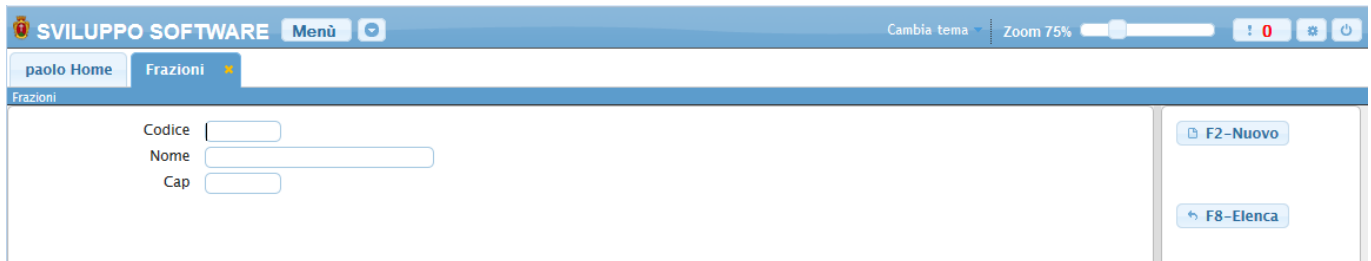 SVILUPPO SOFTWARE Menù Cambia tema Zoom 75% ! 0
paolo Home Frazioni ×
Frazioni
Codice F2-Nuovo
Nome
Cap
F8-Elenca